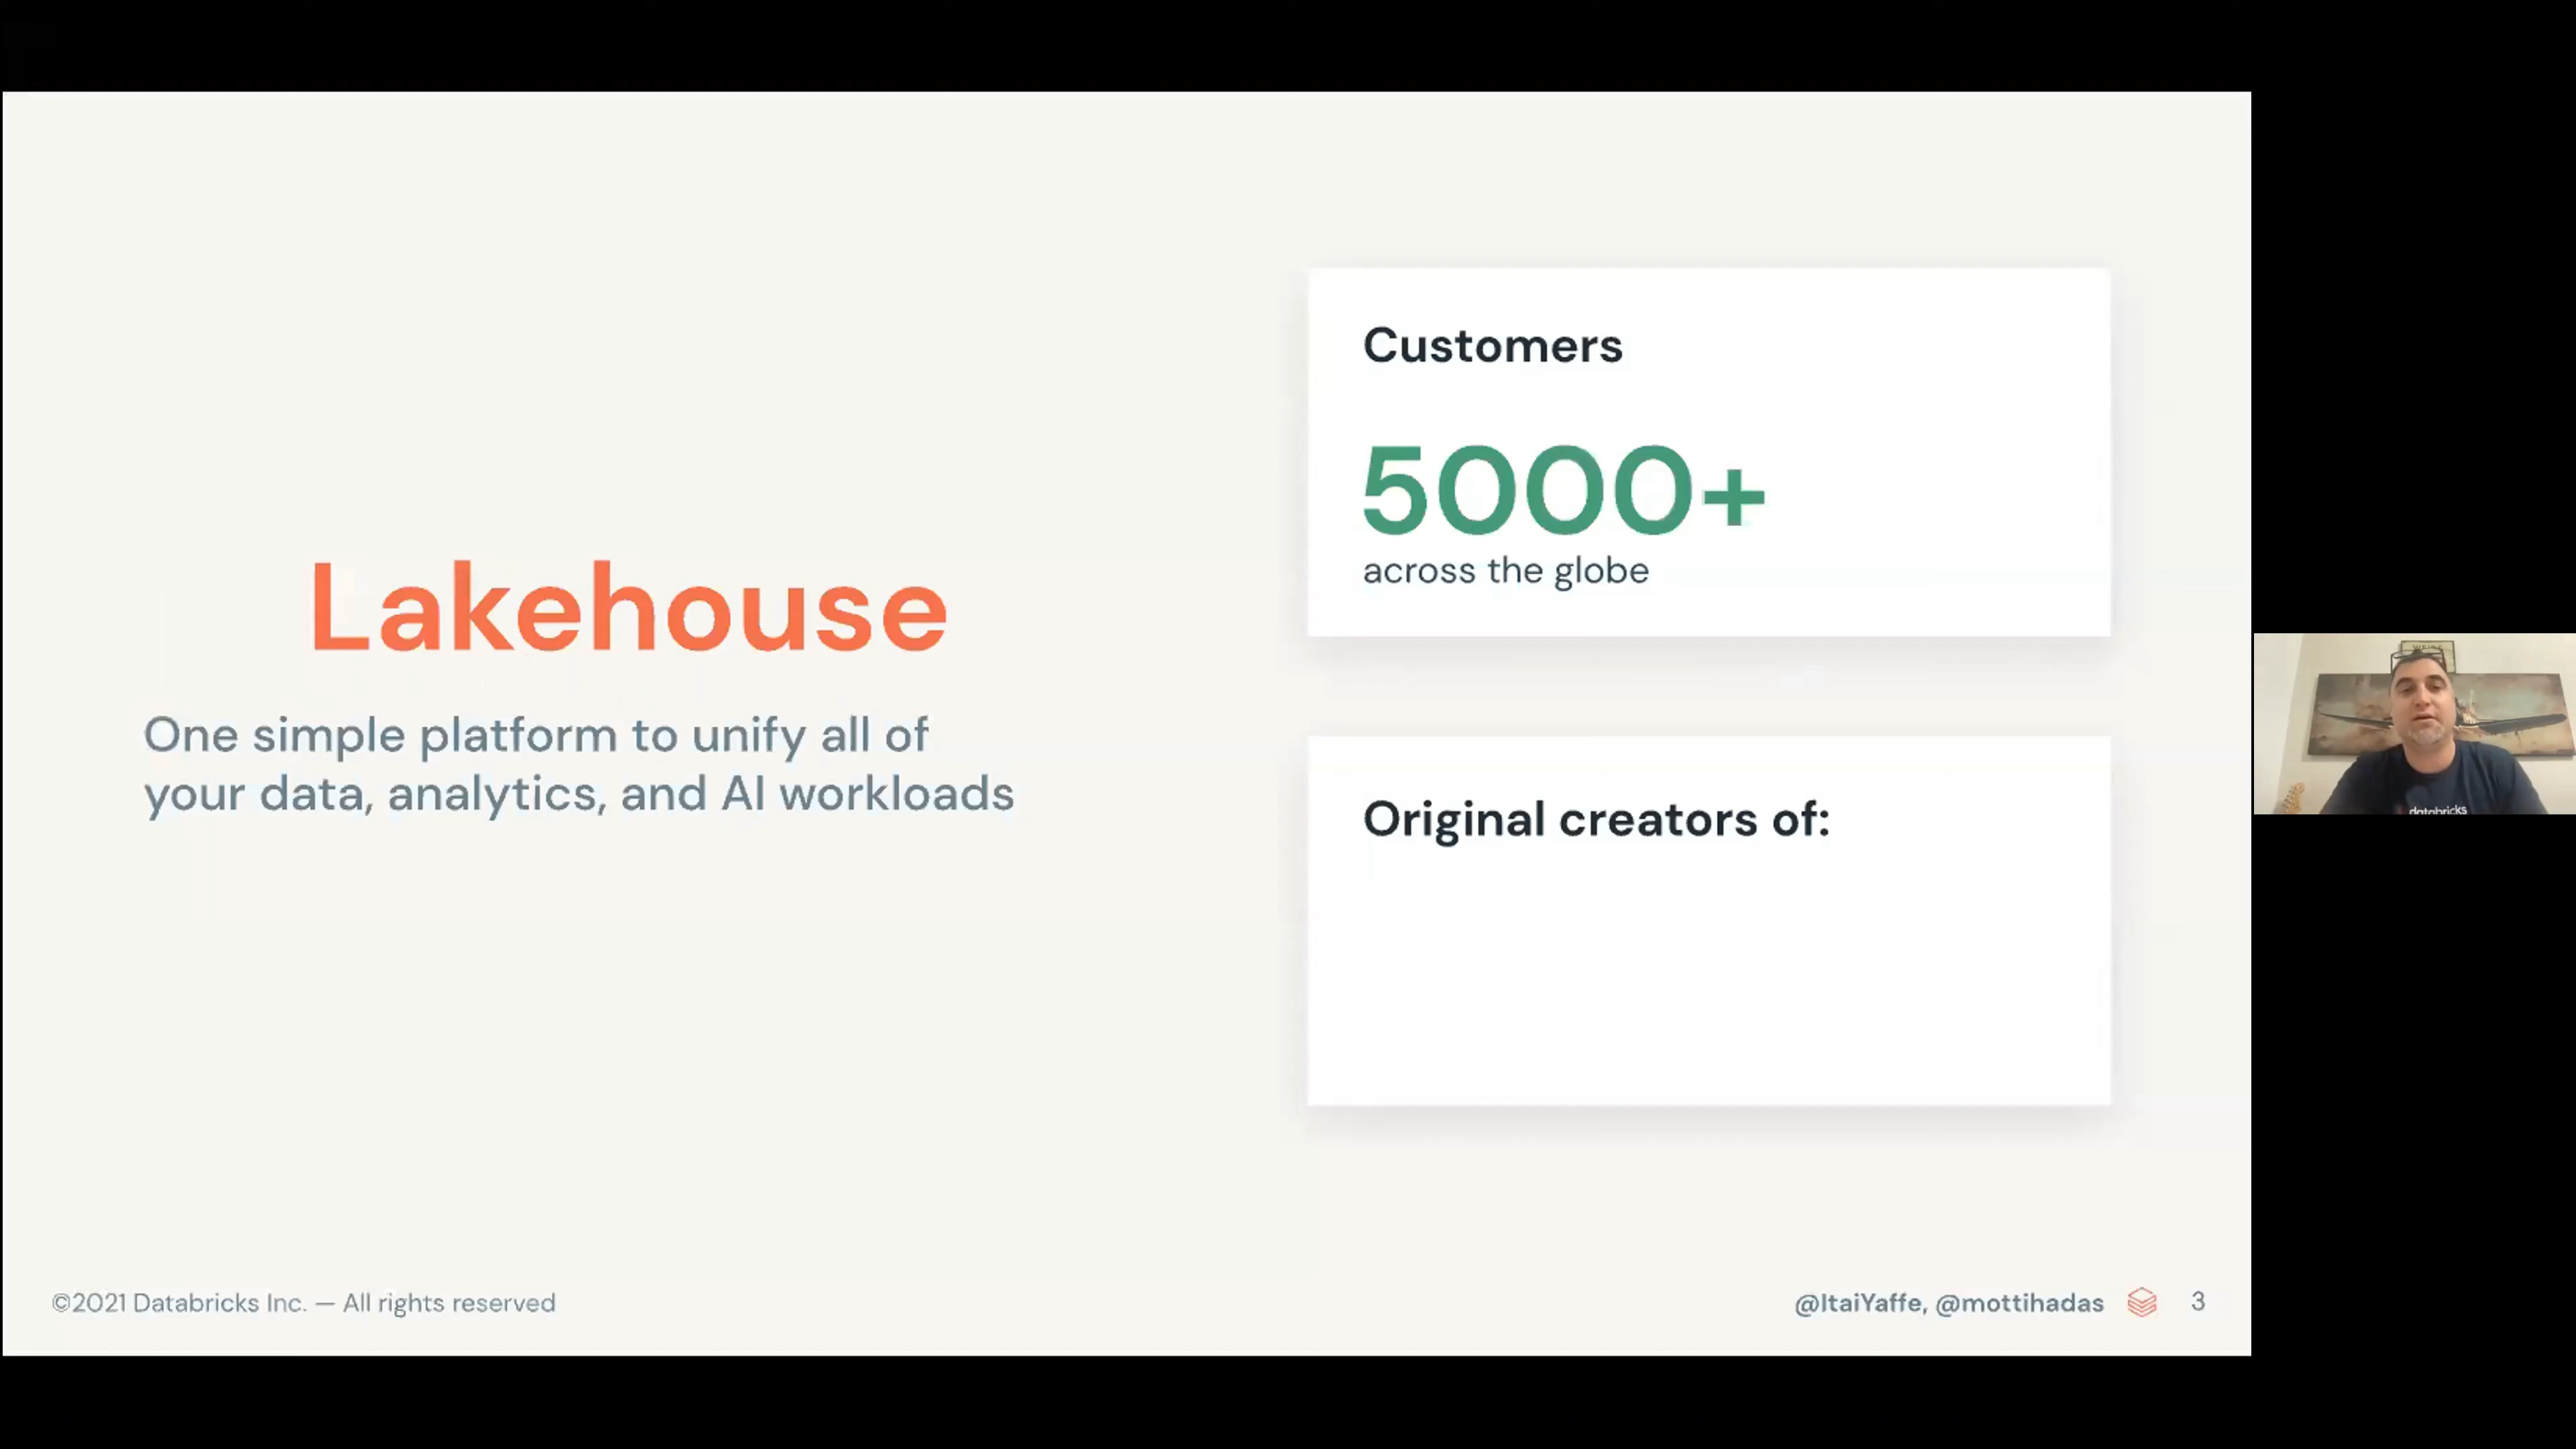 Lakehouse
One simple platform to unify all of
your data, analytics, and AI workloads
Customers
5000+
across the globe
Original creators of:
©2021 Databricks Inc. — All rights reserved
@ItaiYaffe, @mottihadas
3
databricks